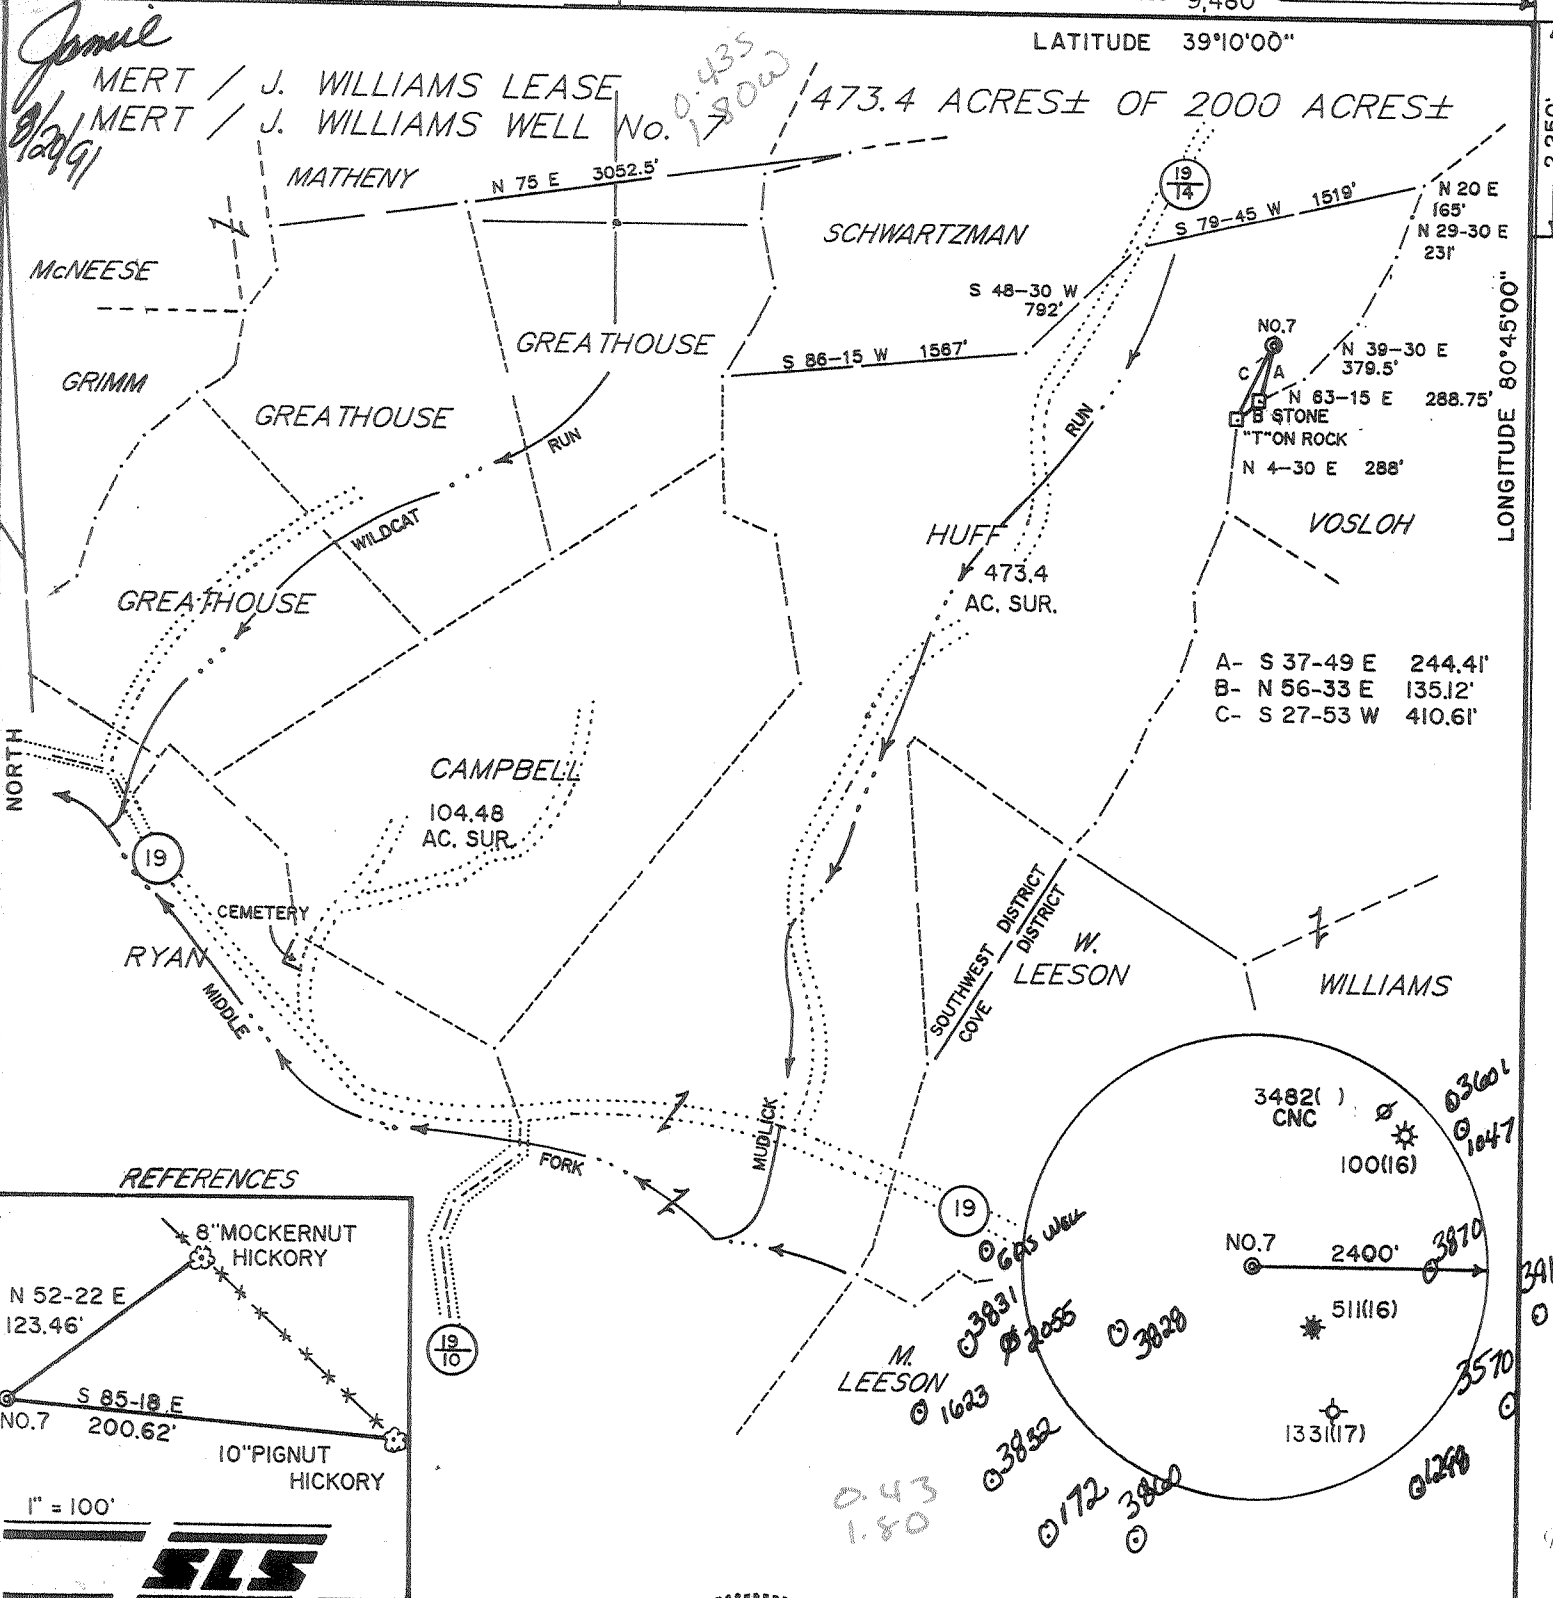 9,480
LATITUDE 39°10'00"
Jamie
8/20/91
MERT / J. WILLIAMS LEASE
MERT / J. WILLIAMS WELL No. 7
0.43S
1.80W
473.4 ACRES± OF 2000 ACRES±
2,250'
MATHENY
N 75 E 3052.5'
19
14
S 79-45 W 1519'
N 20 E
165'
N 29-30 E
231'
SCHWARTZMAN
McNEESE
S 48-30 W
792'
LONGITUDE 80°45'00"
GREATHOUSE
S 86-15 W 1567'
NO.7
N 39-30 E
379.5'
C A
N 63-15 E 288.75'
B STONE
"T" ON ROCK
N 4-30 E 288'
GRIMM
GREATHOUSE
RUN
RUN
WILDCAT
HUFF
473.4
AC. SUR.
VOSLOH
GREATHOUSE
A- S 37-49 E 244.41'
B- N 56-33 E 135.12'
C- S 27-53 W 410.61'
NORTH
CAMPBELL
104.48
AC. SUR.
19
CEMETERY
RYAN
MIDDLE
SOUTHWEST DISTRICT
COVE DISTRICT
W.
LEESON
WILLIAMS
3482( )
CNC
3601
1047
100(16)
MUDLICK
FORK
REFERENCES
8" MOCKERNUT
HICKORY
N 52-22 E
123.46'
S 85-18 E
200.62'
NO.7
10" PIGNUT
HICKORY
1" = 100'
SLS
19
10
19
GAS Well
NO.7 2400'
3870
511(16)
3831
2055
3828
M.
LEESON
1623
3570
1331(17)
3832
1298
172
3860
0.43
1.80